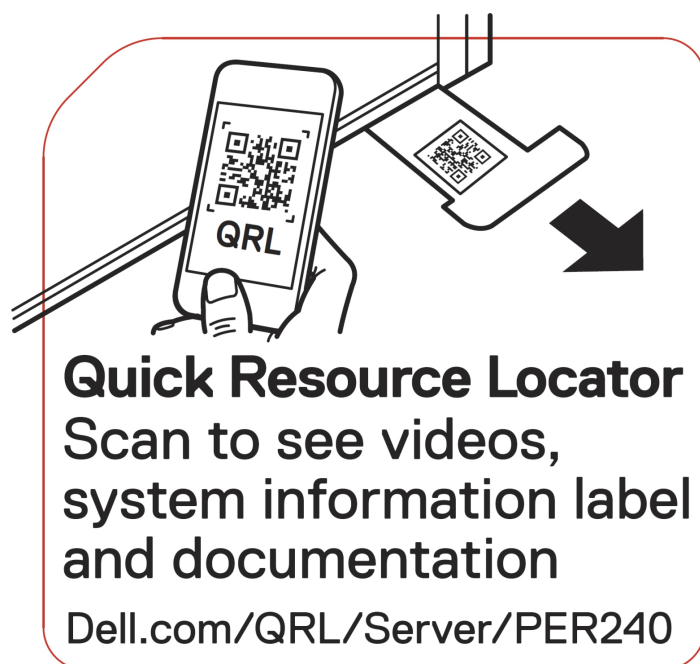 QRL
Quick Resource Locator
Scan to see videos,
system information label
and documentation
Dell.com/QRL/Server/PER240